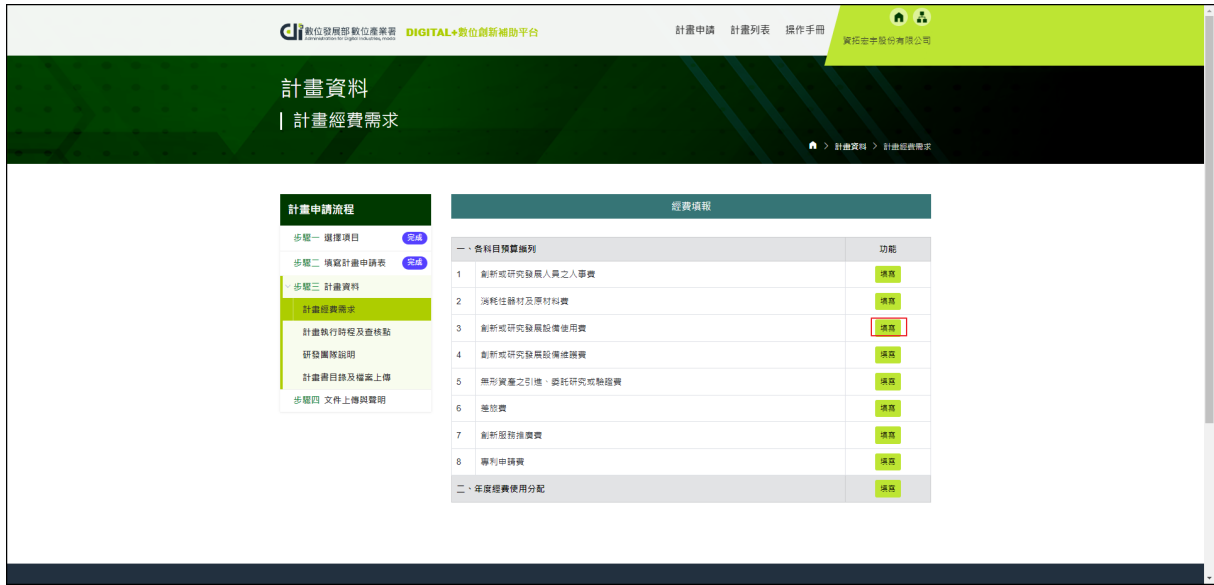 數位發展部數位產業署 DIGITAL+數位創新補助平台
Administration for Digital Industries, moda
計畫申請 計畫列表 操作手冊
資拓宏宇股份有限公司
計畫資料
| 計畫經費需求
計畫資料 > 計畫經費需求
計畫申請流程
步驟一 選擇項目 完成
步驟二 填寫計畫申請表 完成
步驟三 計畫資料
計畫經費需求
計畫執行時程及查核點
研發團隊說明
計畫書目錄及檔案上傳
步驟四 文件上傳與聲明
經費填報
一、各科目預算編列 功能
1 創新或研究發展人員之人事費 填寫
2 消耗性器材及原材料費 填寫
3 創新或研究發展設備使用費 填寫
4 創新或研究發展設備維護費 填寫
5 無形資產之引進、委託研究或驗證費 填寫
6 差旅費 填寫
7 創新服務推廣費 填寫
8 專利申請費 填寫
二、年度經費使用分配 填寫